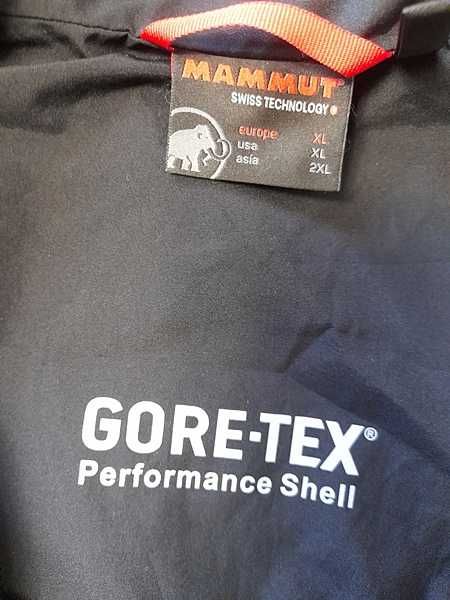 MAMMUT
SWISS TECHNOLOGY
europe XL
usa XL
asia 2XL
GORE-TEX®
Performance Shell